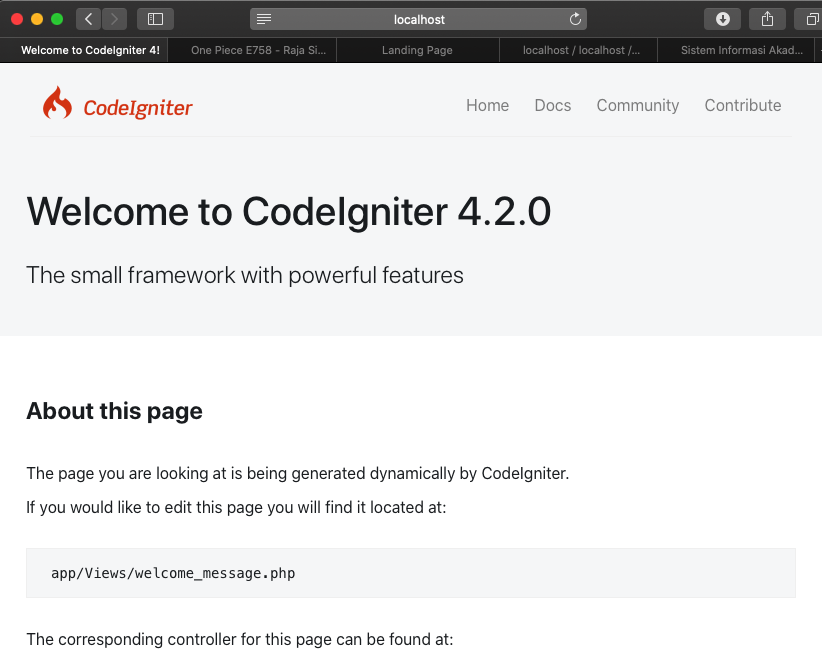 localhost
Welcome to CodeIgniter 4!
One Piece E758 - Raja Si...
Landing Page
localhost / localhost /...
Sistem Informasi Akad...
CodeIgniter
Home
Docs
Community
Contribute
Welcome to CodeIgniter 4.2.0
The small framework with powerful features
About this page
The page you are looking at is being generated dynamically by CodeIgniter.
If you would like to edit this page you will find it located at:
app/Views/welcome_message.php
The corresponding controller for this page can be found at: